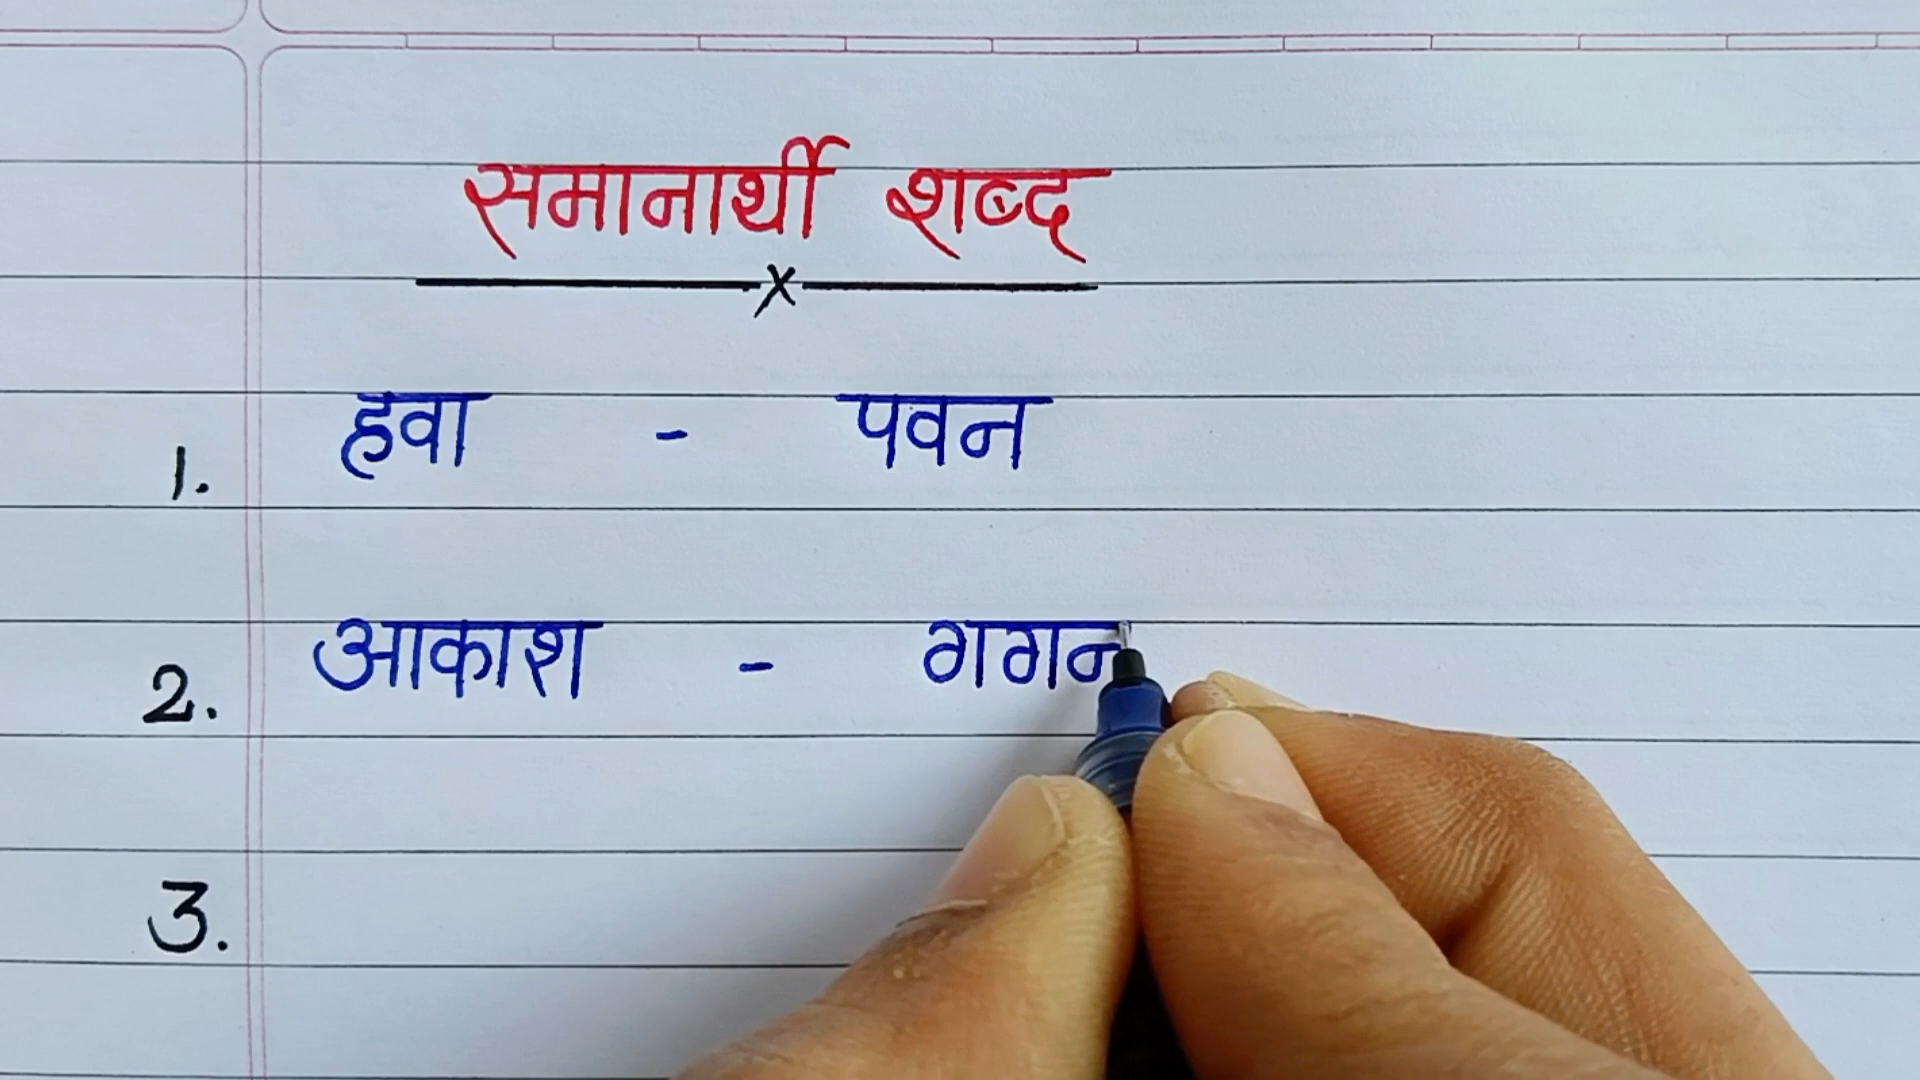 समानार्थी शब्द
1. हवा - पवन
2. आकाश - गगन
3.